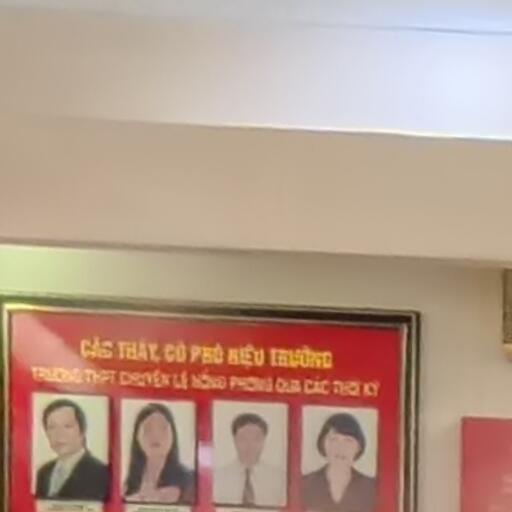 CÁC THẦY, CÔ PHÓ HIỆU TRƯỞNG
TRƯỜNG THPT CHUYÊN LÊ HỒNG PHONG QUA CÁC THỜI KỲ